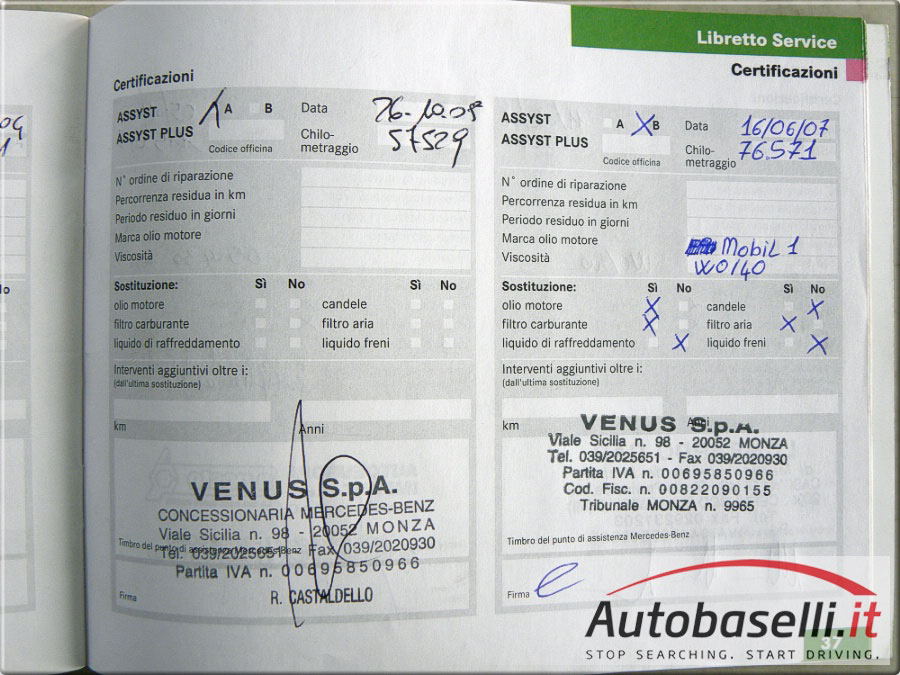 Libretto Service
Certificazioni
Certificazioni
ASSYST A B Data 26.10.05
ASSYST PLUS Chilo-
metraggio 57529
Codice officina
N° ordine di riparazione
Percorrenza residua in km
Periodo residuo in giorni
Marca olio motore
Viscosità
Sostituzione: Sì No Sì No
olio motore candele
filtro carburante filtro aria
liquido di raffreddamento liquido freni
Interventi aggiuntivi oltre i:
(dall'ultima sostituzione)
km Anni
VENUS S.p.A.
CONCESSIONARIA MERCEDES-BENZ
Viale Sicilia n. 98 - 20052 MONZA
Timbro del punto di assistenza Mercedes-Benz
Tel. 039/2025651 - Fax 039/2020930
Partita IVA n. 00695850966
Firma
R. CASTALDELLO
ASSYST A X B Data 16/06/07
ASSYST PLUS Chilo-
metraggio 76.571
Codice officina
N° ordine di riparazione
Percorrenza residua in km
Periodo residuo in giorni
Marca olio motore Mobil 1
Viscosità W0/40
Sostituzione: Sì No Sì No
olio motore X candele X
filtro carburante X filtro aria X
liquido di raffreddamento X liquido freni X
Interventi aggiuntivi oltre i:
(dall'ultima sostituzione)
km Anni
VENUS S.p.A.
Viale Sicilia n. 98 - 20052 MONZA
Tel. 039/2025651 - Fax 039/2020930
Partita IVA n. 00695850966
Cod. Fisc. n. 00822090155
Tribunale MONZA n. 9965
Timbro del punto di assistenza Mercedes-Benz
Firma
Autobaselli.it
37
STOP SEARCHING. START DRIVING.